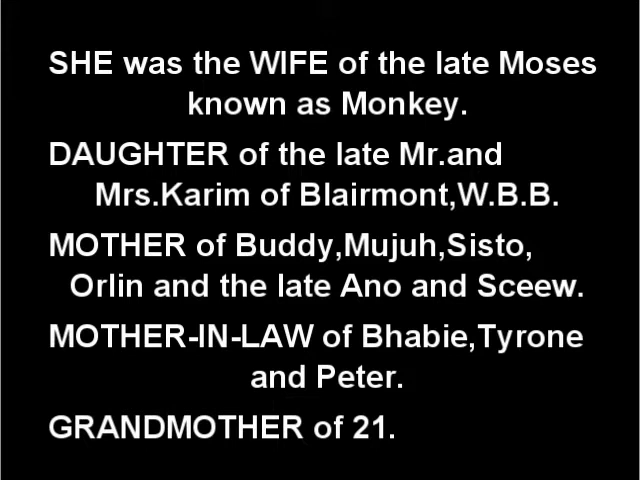 SHE was the WIFE of the late Moses
known as Monkey.
DAUGHTER of the late Mr.and
Mrs.Karim of Blairmont,W.B.B.
MOTHER of Buddy,Mujuh,Sisto,
Orlin and the late Ano and Sceew.
MOTHER-IN-LAW of Bhabie,Tyrone
and Peter.
GRANDMOTHER of 21.